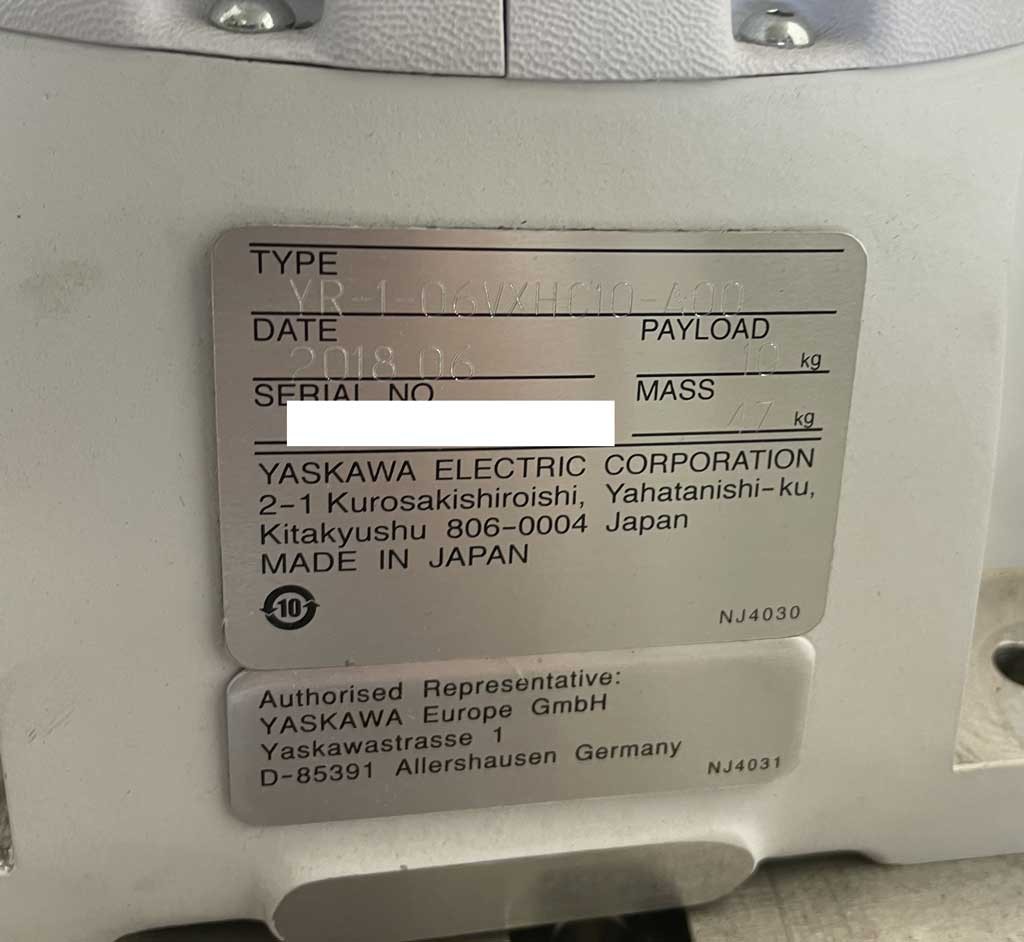 TYPE
YR-1-06VXHC10-A00
DATE
PAYLOAD
2018.06
10 kg
SERIAL NO
MASS
47 kg
YASKAWA ELECTRIC CORPORATION
2-1 Kurosakishiroishi, Yahatanishi-ku,
Kitakyushu 806-0004 Japan
MADE IN JAPAN
10
NJ4030
Authorised Representative:
YASKAWA Europe GmbH
Yaskawastrasse 1
D-85391 Allershausen Germany
NJ4031